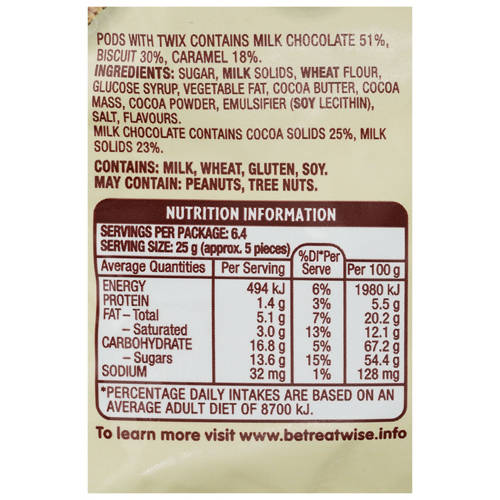 PODS WITH TWIX CONTAINS MILK CHOCOLATE 51%,
BISCUIT 30%, CARAMEL 18%.
INGREDIENTS: SUGAR, MILK SOLIDS, WHEAT FLOUR,
GLUCOSE SYRUP, VEGETABLE FAT, COCOA BUTTER, COCOA
MASS, COCOA POWDER, EMULSIFIER (SOY LECITHIN),
SALT, FLAVOURS.
MILK CHOCOLATE CONTAINS COCOA SOLIDS 25%, MILK
SOLIDS 23%.
CONTAINS: MILK, WHEAT, GLUTEN, SOY.
MAY CONTAIN: PEANUTS, TREE NUTS.
NUTRITION INFORMATION
SERVINGS PER PACKAGE: 6.4
SERVING SIZE: 25 g (approx. 5 pieces)
Average Quantities Per Serving %DI*Per Serve Per 100 g
ENERGY 494 kJ 6% 1980 kJ
PROTEIN 1.4 g 3% 5.5 g
FAT – Total 5.1 g 7% 20.2 g
– Saturated 3.0 g 13% 12.1 g
CARBOHYDRATE 16.8 g 5% 67.2 g
– Sugars 13.6 g 15% 54.4 g
SODIUM 32 mg 1% 128 mg
*PERCENTAGE DAILY INTAKES ARE BASED ON AN
AVERAGE ADULT DIET OF 8700 KJ.
To learn more visit www.betreatwise.info